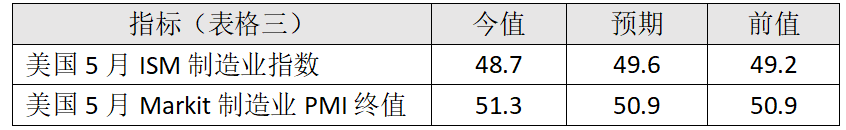 指标（表格三） 今值 预期 前值
美国 5 月 ISM 制造业指数 48.7 49.6 49.2
美国 5 月 Markit 制造业 PMI 终值 51.3 50.9 50.9